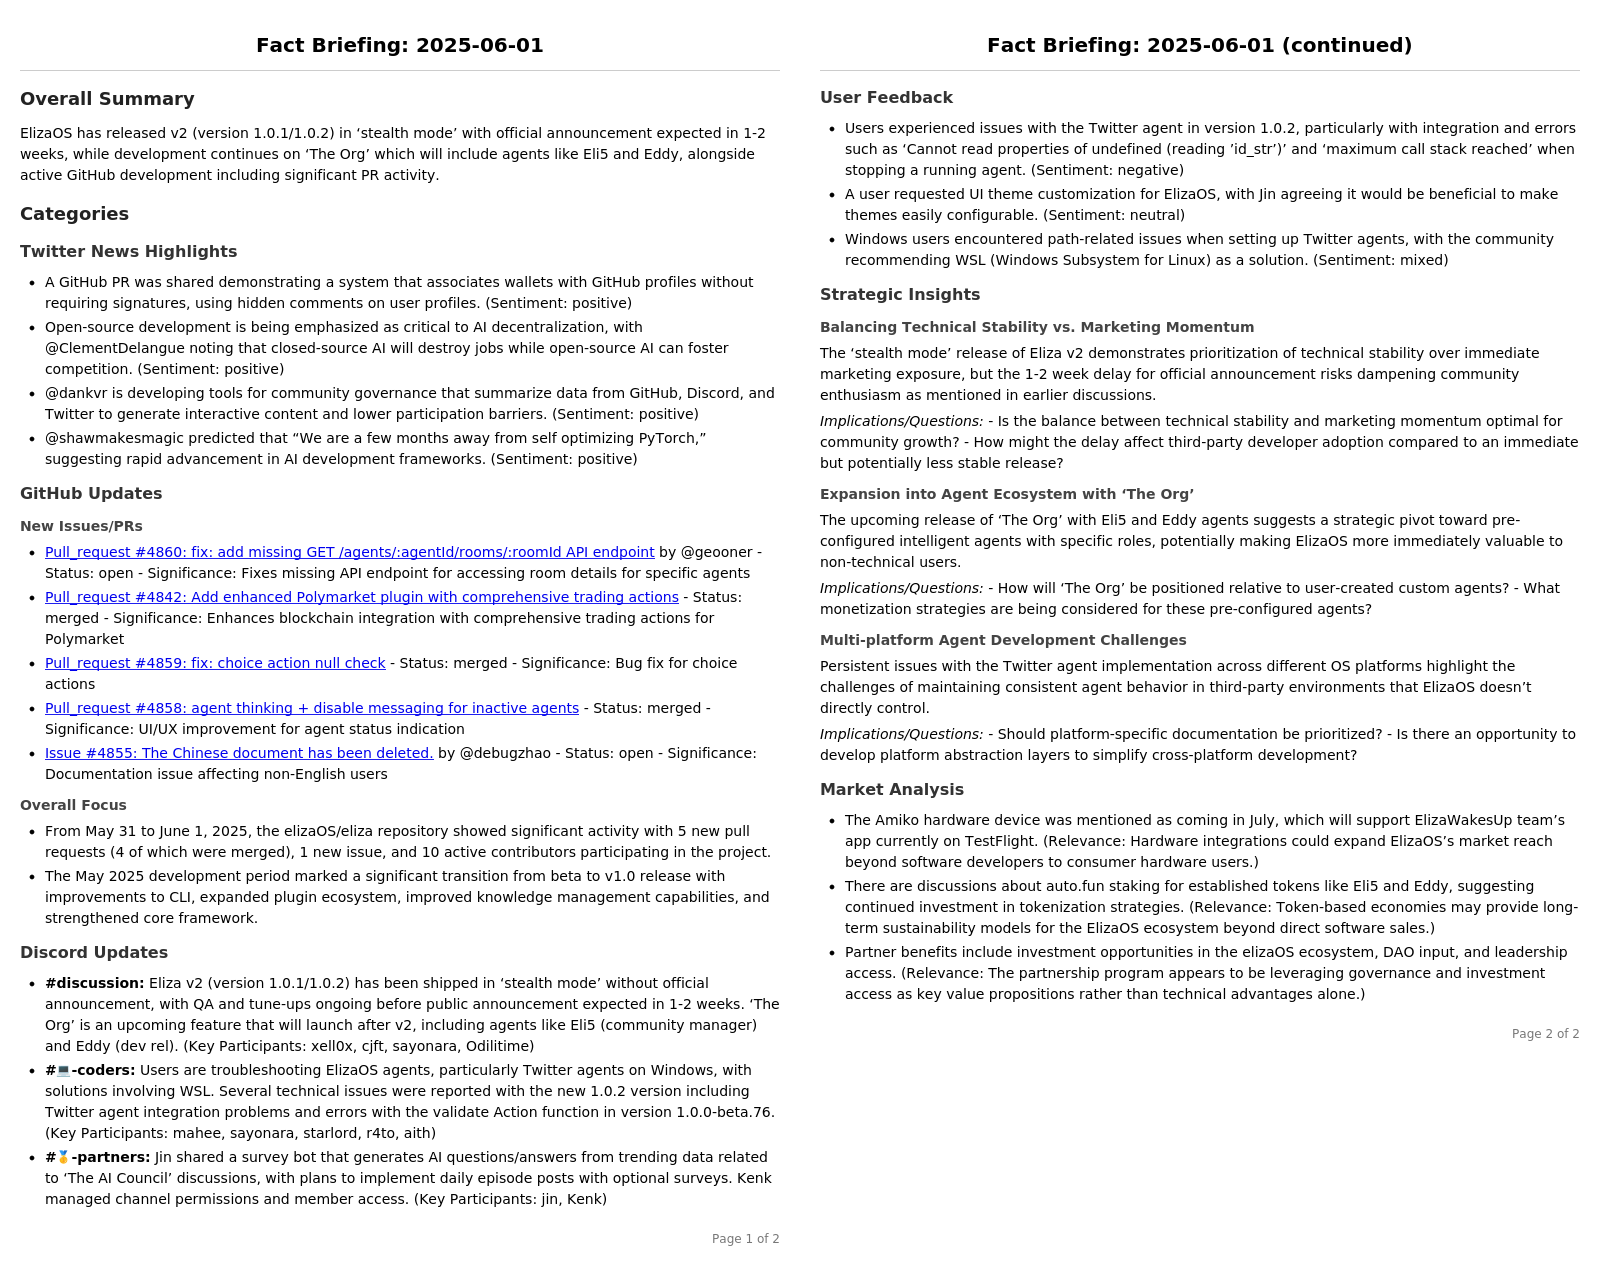 Fact Briefing: 2025-06-01
Overall Summary
ElizaOS has released v2 (version 1.0.1/1.0.2) in ‘stealth mode’ with official announcement expected in 1-2
weeks, while development continues on ‘The Org’ which will include agents like Eli5 and Eddy, alongside
active GitHub development including significant PR activity.
Categories
Twitter News Highlights
• A GitHub PR was shared demonstrating a system that associates wallets with GitHub profiles without
requiring signatures, using hidden comments on user profiles. (Sentiment: positive)
• Open-source development is being emphasized as critical to AI decentralization, with
@ClementDelangue noting that closed-source AI will destroy jobs while open-source AI can foster
competition. (Sentiment: positive)
• @dankvr is developing tools for community governance that summarize data from GitHub, Discord, and
Twitter to generate interactive content and lower participation barriers. (Sentiment: positive)
• @shawmakesmagic predicted that “We are a few months away from self optimizing PyTorch,”
suggesting rapid advancement in AI development frameworks. (Sentiment: positive)
GitHub Updates
New Issues/PRs
• Pull_request #4860: fix: add missing GET /agents/:agentId/rooms/:roomId API endpoint by @geooner -
Status: open - Significance: Fixes missing API endpoint for accessing room details for specific agents
• Pull_request #4842: Add enhanced Polymarket plugin with comprehensive trading actions - Status:
merged - Significance: Enhances blockchain integration with comprehensive trading actions for
Polymarket
• Pull_request #4859: fix: choice action null check - Status: merged - Significance: Bug fix for choice
actions
• Pull_request #4858: agent thinking + disable messaging for inactive agents - Status: merged -
Significance: UI/UX improvement for agent status indication
• Issue #4855: The Chinese document has been deleted. by @debugzhao - Status: open - Significance:
Documentation issue affecting non-English users
Overall Focus
• From May 31 to June 1, 2025, the elizaOS/eliza repository showed significant activity with 5 new pull
requests (4 of which were merged), 1 new issue, and 10 active contributors participating in the project.
• The May 2025 development period marked a significant transition from beta to v1.0 release with
improvements to CLI, expanded plugin ecosystem, improved knowledge management capabilities, and
strengthened core framework.
Discord Updates
• #discussion: Eliza v2 (version 1.0.1/1.0.2) has been shipped in ‘stealth mode’ without official
announcement, with QA and tune-ups ongoing before public announcement expected in 1-2 weeks. ‘The
Org’ is an upcoming feature that will launch after v2, including agents like Eli5 (community manager)
and Eddy (dev rel). (Key Participants: xell0x, cjft, sayonara, Odilitime)
• #💻-coders: Users are troubleshooting ElizaOS agents, particularly Twitter agents on Windows, with
solutions involving WSL. Several technical issues were reported with the new 1.0.2 version including
Twitter agent integration problems and errors with the validate Action function in version 1.0.0-beta.76.
(Key Participants: mahee, sayonara, starlord, r4to, aith)
• #🥇-partners: Jin shared a survey bot that generates AI questions/answers from trending data related
to ‘The AI Council’ discussions, with plans to implement daily episode posts with optional surveys. Kenk
managed channel permissions and member access. (Key Participants: jin, Kenk)
Page 1 of 2
Fact Briefing: 2025-06-01 (continued)
User Feedback
• Users experienced issues with the Twitter agent in version 1.0.2, particularly with integration and errors
such as ‘Cannot read properties of undefined (reading ’id_str’)’ and ‘maximum call stack reached’ when
stopping a running agent. (Sentiment: negative)
• A user requested UI theme customization for ElizaOS, with Jin agreeing it would be beneficial to make
themes easily configurable. (Sentiment: neutral)
• Windows users encountered path-related issues when setting up Twitter agents, with the community
recommending WSL (Windows Subsystem for Linux) as a solution. (Sentiment: mixed)
Strategic Insights
Balancing Technical Stability vs. Marketing Momentum
The ‘stealth mode’ release of Eliza v2 demonstrates prioritization of technical stability over immediate
marketing exposure, but the 1-2 week delay for official announcement risks dampening community
enthusiasm as mentioned in earlier discussions.
Implications/Questions: - Is the balance between technical stability and marketing momentum optimal for
community growth? - How might the delay affect third-party developer adoption compared to an immediate
but potentially less stable release?
Expansion into Agent Ecosystem with ‘The Org’
The upcoming release of ‘The Org’ with Eli5 and Eddy agents suggests a strategic pivot toward pre-
configured intelligent agents with specific roles, potentially making ElizaOS more immediately valuable to
non-technical users.
Implications/Questions: - How will ‘The Org’ be positioned relative to user-created custom agents? - What
monetization strategies are being considered for these pre-configured agents?
Multi-platform Agent Development Challenges
Persistent issues with the Twitter agent implementation across different OS platforms highlight the
challenges of maintaining consistent agent behavior in third-party environments that ElizaOS doesn’t
directly control.
Implications/Questions: - Should platform-specific documentation be prioritized? - Is there an opportunity to
develop platform abstraction layers to simplify cross-platform development?
Market Analysis
• The Amiko hardware device was mentioned as coming in July, which will support ElizaWakesUp team’s
app currently on TestFlight. (Relevance: Hardware integrations could expand ElizaOS’s market reach
beyond software developers to consumer hardware users.)
• There are discussions about auto.fun staking for established tokens like Eli5 and Eddy, suggesting
continued investment in tokenization strategies. (Relevance: Token-based economies may provide long-
term sustainability models for the ElizaOS ecosystem beyond direct software sales.)
• Partner benefits include investment opportunities in the elizaOS ecosystem, DAO input, and leadership
access. (Relevance: The partnership program appears to be leveraging governance and investment
access as key value propositions rather than technical advantages alone.)
Page 2 of 2